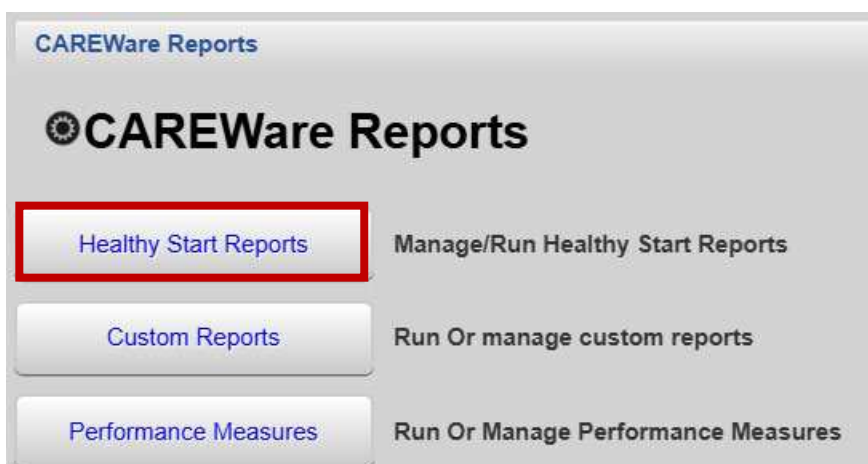 CAREWare Reports
CAREWare Reports
Healthy Start Reports Manage/Run Healthy Start Reports
Custom Reports Run Or manage custom reports
Performance Measures Run Or Manage Performance Measures